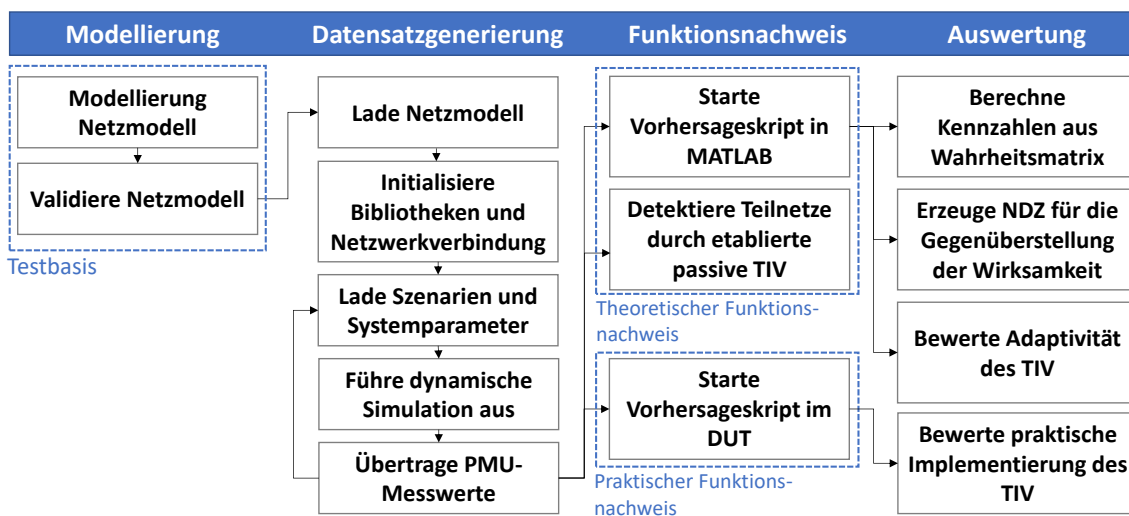 Modellierung
Datensatzgenerierung
Funktionsnachweis
Auswertung
Modellierung
Netzmodell
Validiere Netzmodell
Testbasis
Lade Netzmodell
Initialisiere
Bibliotheken und
Netzwerkverbindung
Lade Szenarien und
Systemparameter
Führe dynamische
Simulation aus
Übertrage PMU-
Messwerte
Starte
Vorhersageskript in
MATLAB
Detektiere Teilnetze
durch etablierte
passive TIV
Theoretischer Funktions-
nachweis
Starte
Vorhersageskript im
DUT
Praktischer Funktions-
nachweis
Berechne
Kennzahlen aus
Wahrheitsmatrix
Erzeuge NDZ für die
Gegenüberstellung
der Wirksamkeit
Bewerte Adaptivität
des TIV
Bewerte praktische
Implementierung des
TIV